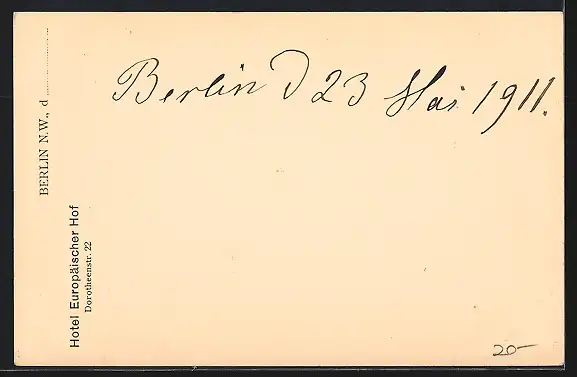 Berlin d 23 Mai 1911.
BERLIN N.W., d
Hotel Europäischer Hof
Dorotheenstr. 22
20-